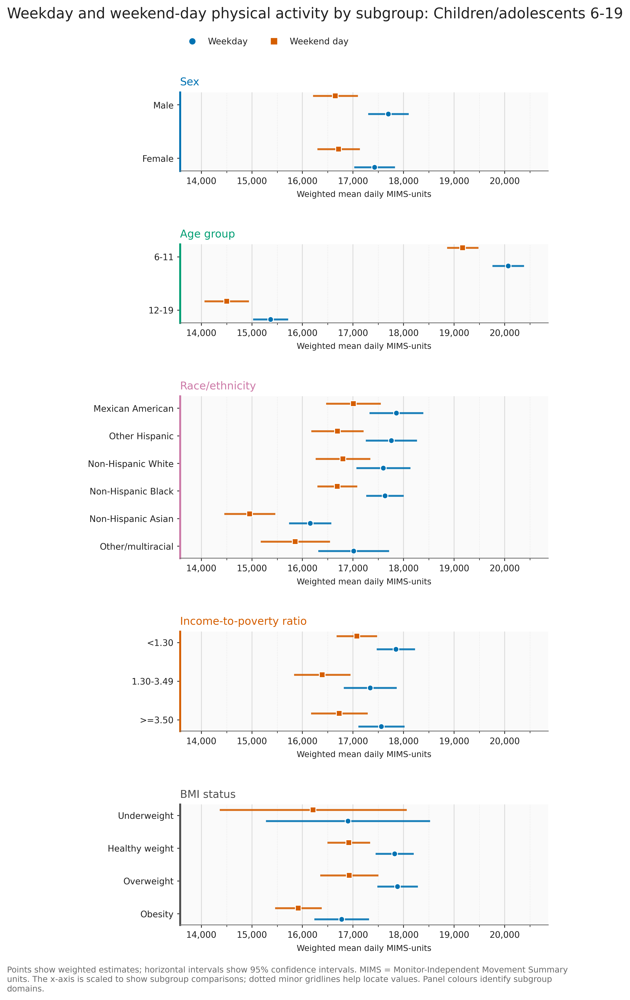 Weekday and weekend-day physical activity by subgroup: Children/adolescents 6-19
Weekday
Weekend day
Sex
Male
Female
14,000 15,000 16,000 17,000 18,000 19,000 20,000
Weighted mean daily MIMS-units
Age group
6-11
12-19
14,000 15,000 16,000 17,000 18,000 19,000 20,000
Weighted mean daily MIMS-units
Race/ethnicity
Mexican American
Other Hispanic
Non-Hispanic White
Non-Hispanic Black
Non-Hispanic Asian
Other/multiracial
14,000 15,000 16,000 17,000 18,000 19,000 20,000
Weighted mean daily MIMS-units
Income-to-poverty ratio
<1.30
1.30-3.49
>=3.50
14,000 15,000 16,000 17,000 18,000 19,000 20,000
Weighted mean daily MIMS-units
BMI status
Underweight
Healthy weight
Overweight
Obesity
14,000 15,000 16,000 17,000 18,000 19,000 20,000
Weighted mean daily MIMS-units
Points show weighted estimates; horizontal intervals show 95% confidence intervals. MIMS = Monitor-Independent Movement Summary
units. The x-axis is scaled to show subgroup comparisons; dotted minor gridlines help locate values. Panel colours identify subgroup
domains.